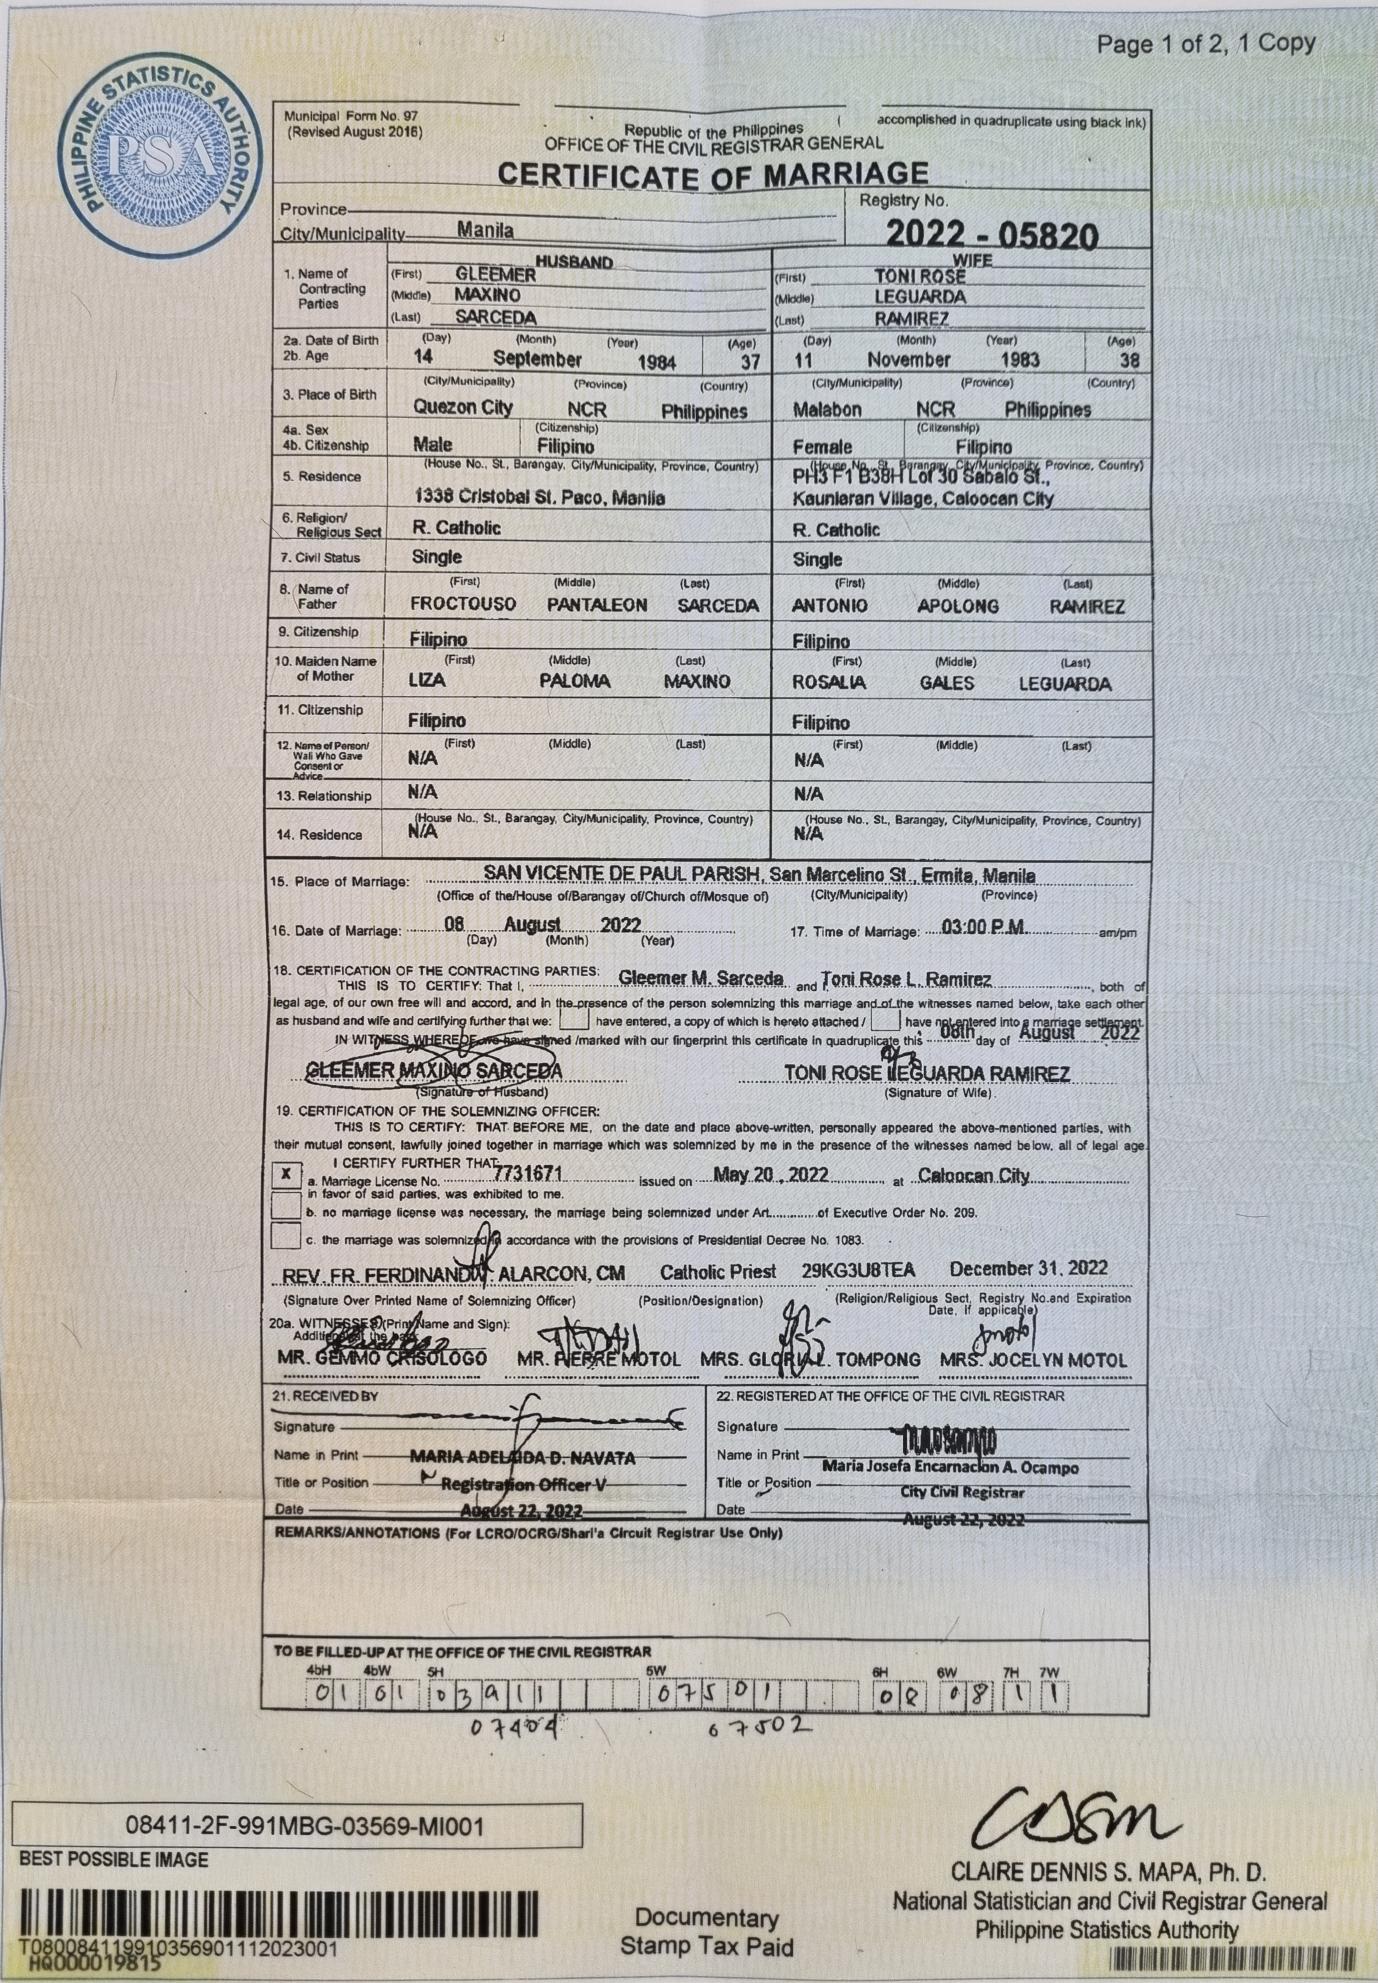 Page 1 of 2, 1 Copy
PHILIPPINE STATISTICS AUTHORITY
PSA
Municipal Form No. 97
(Revised August 2016)
accomplished in quadruplicate using black ink)
Republic of the Philippines
OFFICE OF THE CIVIL REGISTRAR GENERAL
CERTIFICATE OF MARRIAGE
Province
City/Municipality Manila
Registry No.
2022 - 05820
HUSBAND WIFE
1. Name of Contracting Parties
(First) GLEEMER (First) TONI ROSE
(Middle) MAXINO (Middle) LEGUARDA
(Last) SARCEDA (Last) RAMIREZ
2a. Date of Birth (Day) (Month) (Year) (Age) (Day) (Month) (Year) (Age)
2b. Age 14 September 1984 37 11 November 1983 38
3. Place of Birth (City/Municipality) (Province) (Country) (City/Municipality) (Province) (Country)
Quezon City NCR Philippines Malabon NCR Philippines
4a. Sex (Citizenship) (Citizenship)
4b. Citizenship Male Filipino Female Filipino
5. Residence (House No., St., Barangay, City/Municipality, Province, Country) (House No., St., Barangay, City/Municipality, Province, Country)
PH3 F1 B38H Lot 30 Sabalo St.,
1338 Cristobal St. Paco, Manila Kaunlaran Village, Caloocan City
6. Religion/ Religious Sect R. Catholic R. Catholic
7. Civil Status Single Single
8. Name of Father (First) (Middle) (Last) (First) (Middle) (Last)
FROCTOUSO PANTALEON SARCEDA ANTONIO APOLONG RAMIREZ
9. Citizenship Filipino Filipino
10. Maiden Name of Mother (First) (Middle) (Last) (First) (Middle) (Last)
LIZA PALOMA MAXINO ROSALIA GALES LEGUARDA
11. Citizenship Filipino Filipino
12. Name of Person/ Wali Who Gave Consent or Advice (First) (Middle) (Last) (First) (Middle) (Last)
N/A N/A
13. Relationship N/A N/A
14. Residence (House No., St., Barangay, City/Municipality, Province, Country) (House No., St., Barangay, City/Municipality, Province, Country)
N/A N/A
15. Place of Marriage: SAN VICENTE DE PAUL PARISH, San Marcelino St., Ermita, Manila
(Office of the/House of/Barangay of/Church of/Mosque of) (City/Municipality) (Province)
16. Date of Marriage: 08 August 2022 17. Time of Marriage: 03:00 P.M. am/pm
(Day) (Month) (Year)
18. CERTIFICATION OF THE CONTRACTING PARTIES:
THIS IS TO CERTIFY: That I, Gleemer M. Sarceda and Toni Rose L. Ramirez, both of
legal age, of our own free will and accord, and in the presence of the person solemnizing this marriage and of the witnesses named below, take each other
as husband and wife and certifying further that we: have entered, a copy of which is hereto attached / have not entered into a marriage settlement.
IN WITNESS WHEREOF, we have signed /marked with our fingerprint this certificate in quadruplicate this 08th day of August 2022
GLEEMER MAXINO SARCEDA TONI ROSE LEGUARDA RAMIREZ
(Signature of Husband) (Signature of Wife).
19. CERTIFICATION OF THE SOLEMNIZING OFFICER:
THIS IS TO CERTIFY: THAT BEFORE ME, on the date and place above-written, personally appeared the above-mentioned parties, with
their mutual consent, lawfully joined together in marriage which was solemnized by me in the presence of the witnesses named below, all of legal age.
I CERTIFY FURTHER THAT:
X a. Marriage License No. 7731671 issued on May 20, 2022 at Caloocan City
in favor of said parties, was exhibited to me.
b. no marriage license was necessary, the marriage being solemnized under Art. of Executive Order No. 209.
c. the marriage was solemnized in accordance with the provisions of Presidential Decree No. 1083.
REV. FR. FERDINAND ALARCON, CM Catholic Priest 29KG3U8TEA December 31, 2022
(Signature Over Printed Name of Solemnizing Officer) (Position/Designation) (Religion/Religious Sect, Registry No.and Expiration
Date, If applicable)
20a. WITNESSES (Print Name and Sign):
MR. GEMMO CRISOLOGO MR. PIERRE MOTOL MRS. GLORIA L. TOMPONG MRS. JOCELYN MOTOL
21. RECEIVED BY 22. REGISTERED AT THE OFFICE OF THE CIVIL REGISTRAR
Signature Signature
Name in Print MARIA ADELAIDA D. NAVATA Name in Print Maria Josefa Encarnacion A. Ocampo
Title or Position Registration Officer V Title or Position City Civil Registrar
Date August 22, 2022 Date August 22, 2022
REMARKS/ANNOTATIONS (For LCRO/OCRG/Shari'a Circuit Registrar Use Only)
TO BE FILLED-UP AT THE OFFICE OF THE CIVIL REGISTRAR
4bH 4bW 5H 5W 6H 6W 7H 7W
01 01 03911 07501 08 08 1 1
07404 67502
08411-2F-991MBG-03569-MI001
BEST POSSIBLE IMAGE
T080084119910356901112023001
HQ000019815
Documentary
Stamp Tax Paid
CLAIRE DENNIS S. MAPA, Ph. D.
National Statistician and Civil Registrar General
Philippine Statistics Authority